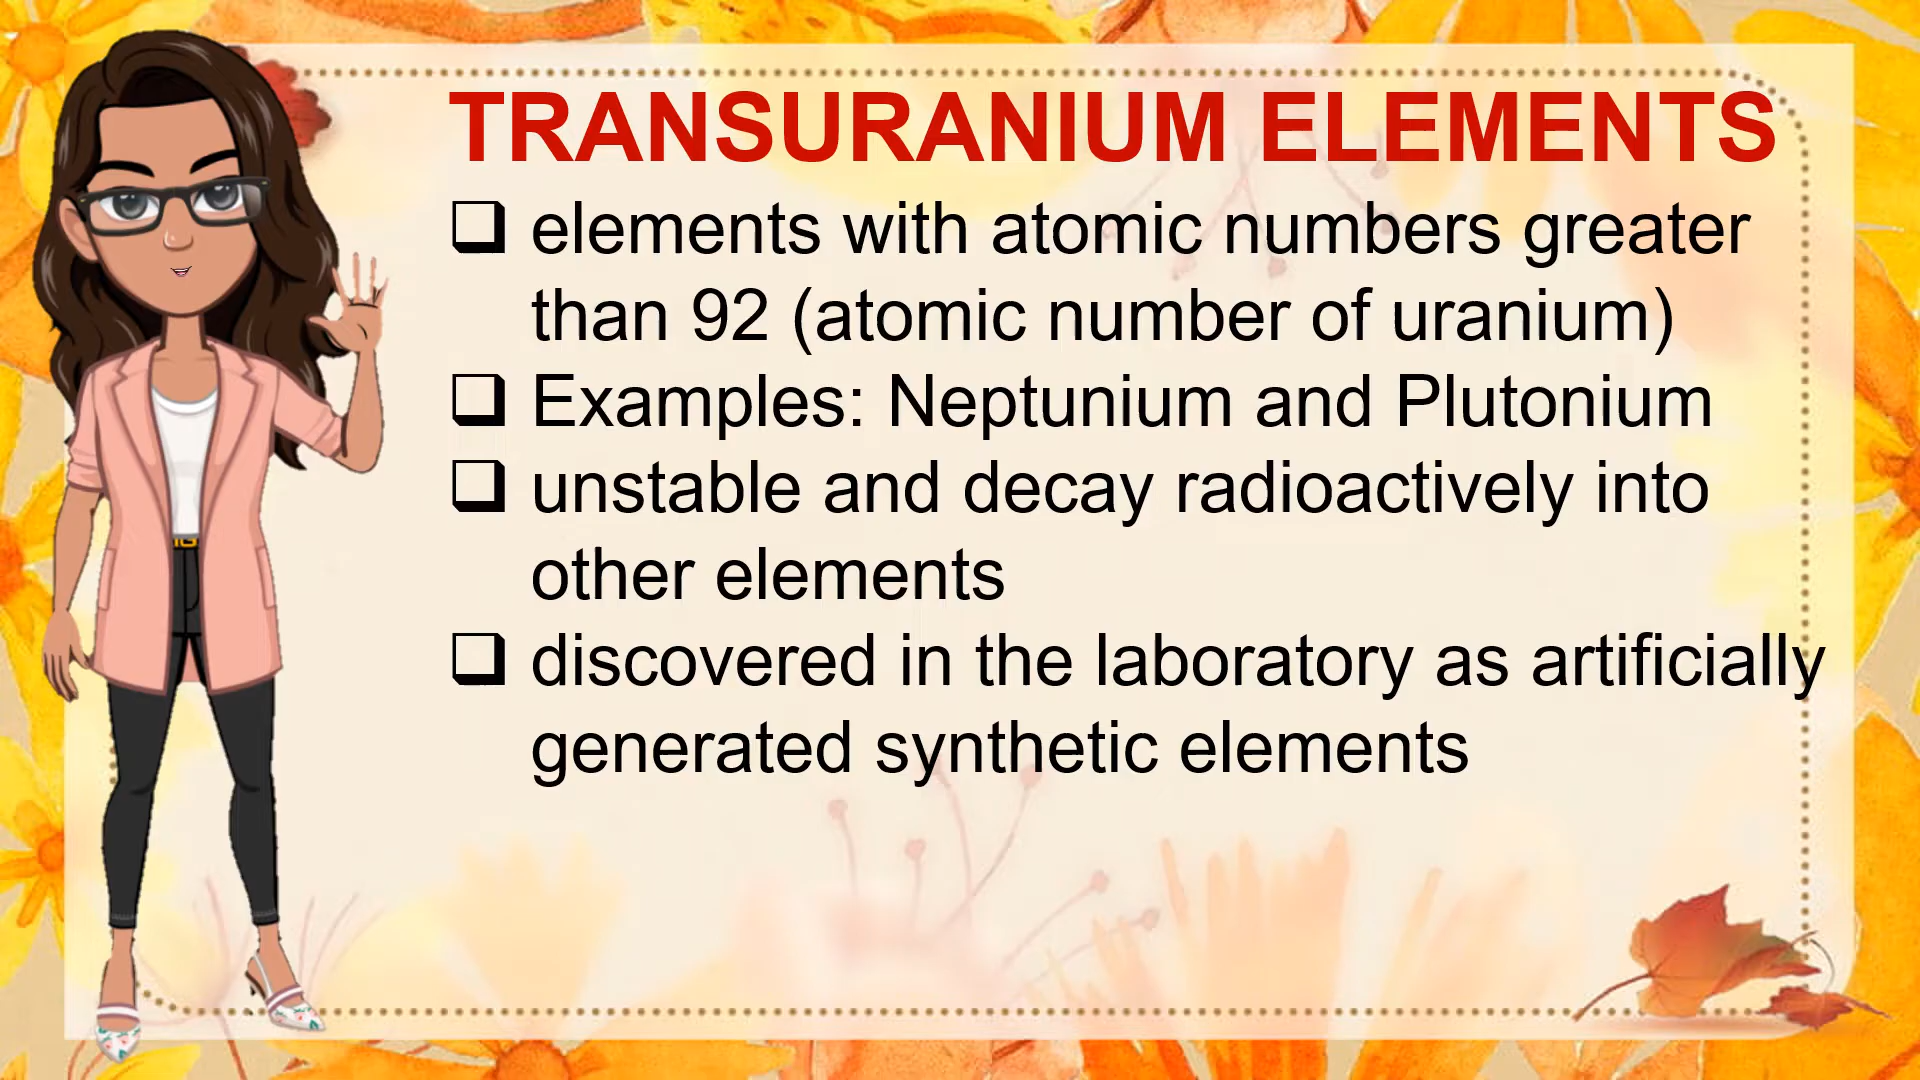 TRANSURANIUM ELEMENTS
❑ elements with atomic numbers greater
than 92 (atomic number of uranium)
❑ Examples: Neptunium and Plutonium
❑ unstable and decay radioactively into
other elements
❑ discovered in the laboratory as artificially
generated synthetic elements